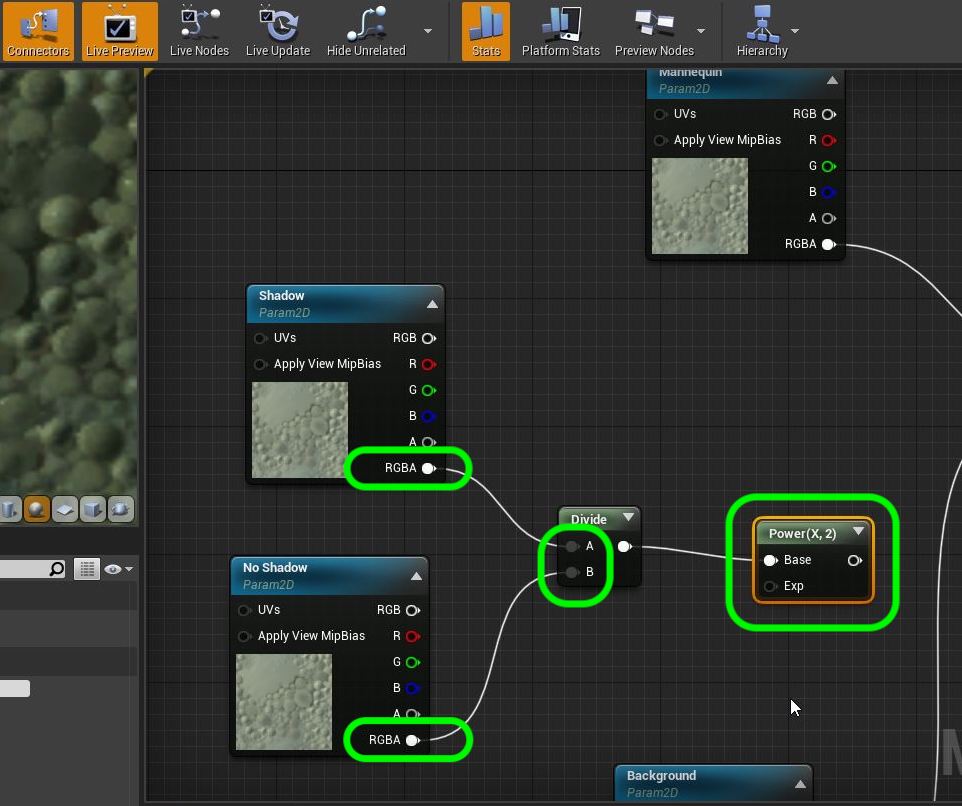 Connectors
Live Preview
Live Nodes
Live Update
Hide Unrelated
Stats
Platform Stats
Preview Nodes
Hierarchy
Mannequin
Param2D
UVs
RGB
Apply View MipBias
R
G
B
A
RGBA
Shadow
Param2D
UVs
RGB
Apply View MipBias
R
G
B
A
RGBA
Divide
A
B
Power(X, 2)
Base
Exp
No Shadow
Param2D
UVs
RGB
Apply View MipBias
R
G
B
A
RGBA
Background
Param2D
M